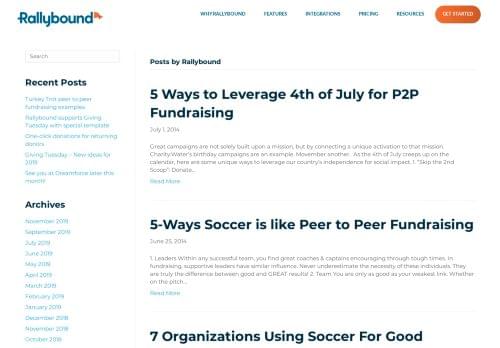 Rallybound
WHY RALLYBOUND
FEATURES
INTEGRATIONS
PRICING
RESOURCES
GET STARTED
Search
Recent Posts
Turkey Trot peer to peer
fundraising examples
Rallybound supports Giving
Tuesday with special template
One-click donations for returning
donors
Giving Tuesday – New ideas for
2019
See you at Dreamforce later this
month!
Archives
November 2019
September 2019
July 2019
June 2019
May 2019
April 2019
March 2019
February 2019
January 2019
December 2018
November 2018
October 2018
Posts by Rallybound
5 Ways to Leverage 4th of July for P2P
Fundraising
July 1, 2014
Great campaigns are not solely built upon a mission, but by connecting a unique activation to that mission.
Charity:Water's birthday campaigns are an example. Movember another. As the 4th of July creeps up on the
calendar, here are some unique ways to leverage our country's independence for social impact. 1. "Skip the 2nd
Scoop": Donate...
Read More
5-Ways Soccer is like Peer to Peer Fundraising
June 25, 2014
1. Leaders Within any successful team, you find great coaches & captains encouraging through tough times. In
fundraising, supportive leaders have similar influence. Never underestimate the necessity of these individuals. They
are truly the difference between good and GREAT results! 2. Team You are only as good as your weakest link. Whether
on the pitch...
Read More
7 Organizations Using Soccer For Good